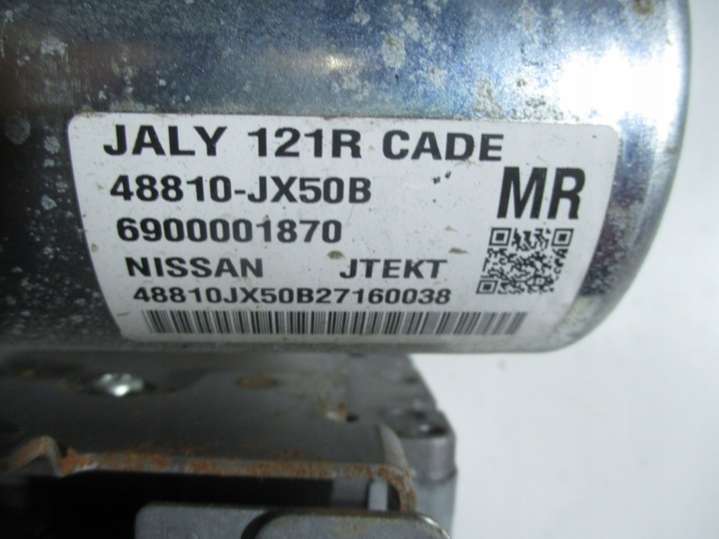 JALY 121R CADE
48810-JX50B
MR
6900001870
NISSAN JTEKT
48810JX50B27160038